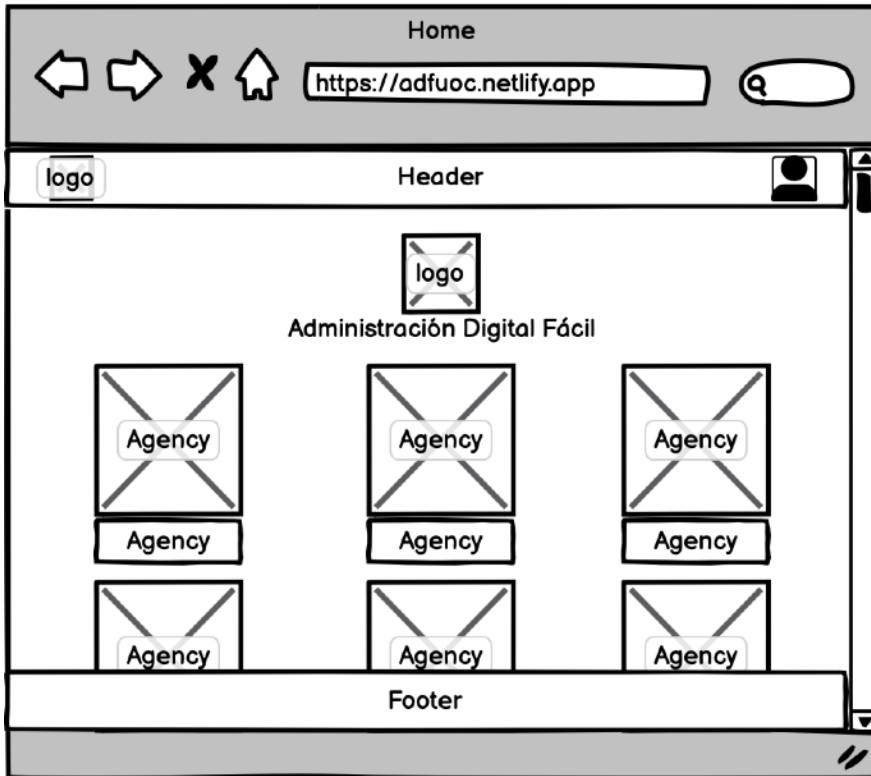 Home
https://adfuoc.netlify.app
logo Header
logo
Administración Digital Fácil
Agency Agency Agency
Agency Agency Agency
Agency Agency Agency
Footer